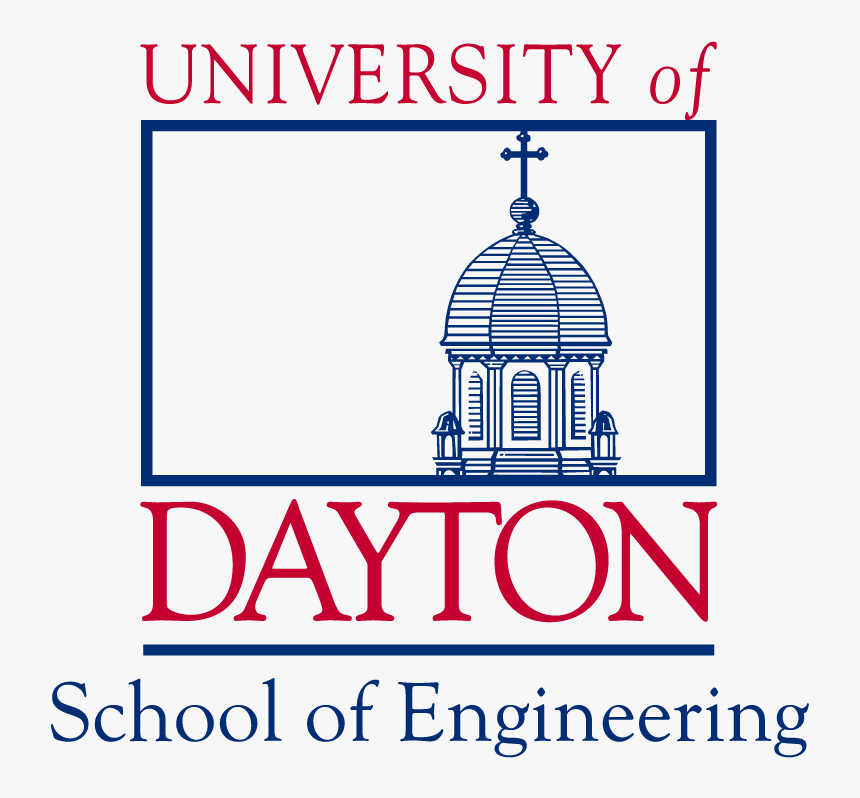 UNIVERSITY of
DAYTON
School of Engineering